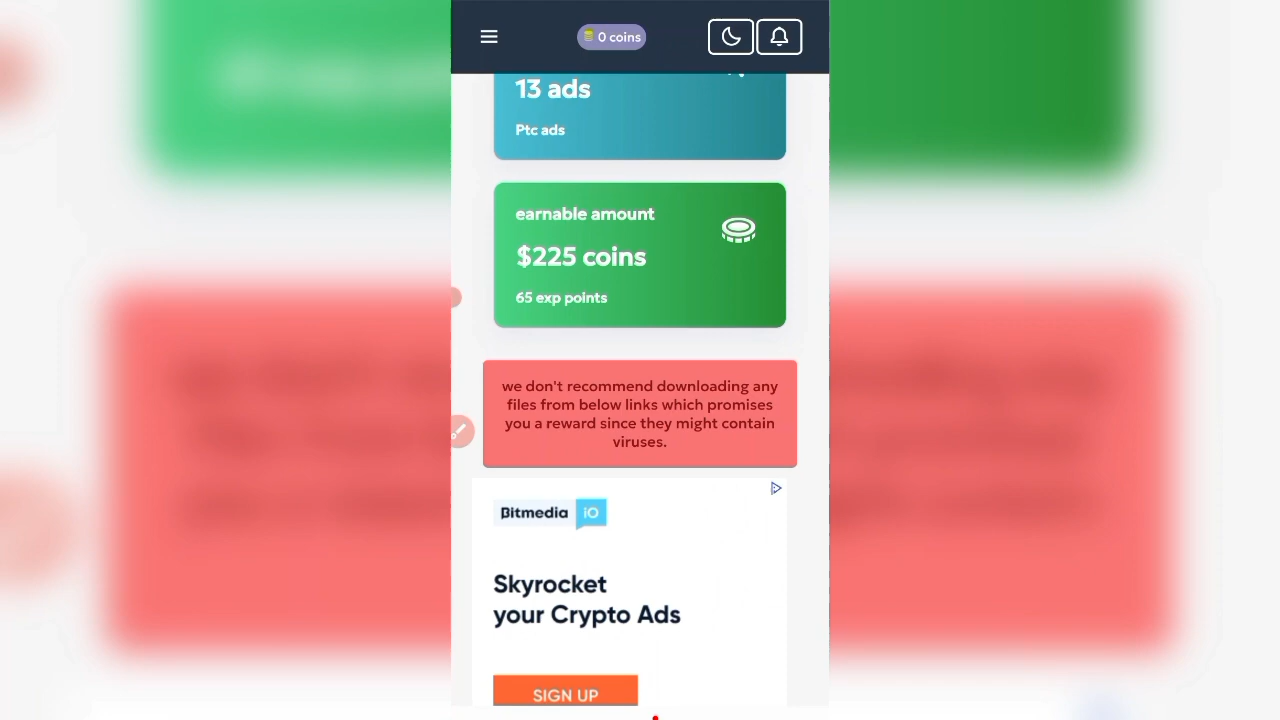 0 coins
13 ads
Ptc ads
earnable amount
$225 coins
65 exp points
we don't recommend downloading any
files from below links which promises
you a reward since they might contain
viruses.
Bitmedia iO
Skyrocket
your Crypto Ads
SIGN UP